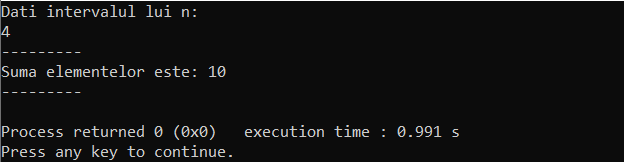 Dati intervalul lui n:
4
---------
Suma elementelor este: 10
---------
Process returned 0 (0x0)   execution time : 0.991 s
Press any key to continue.